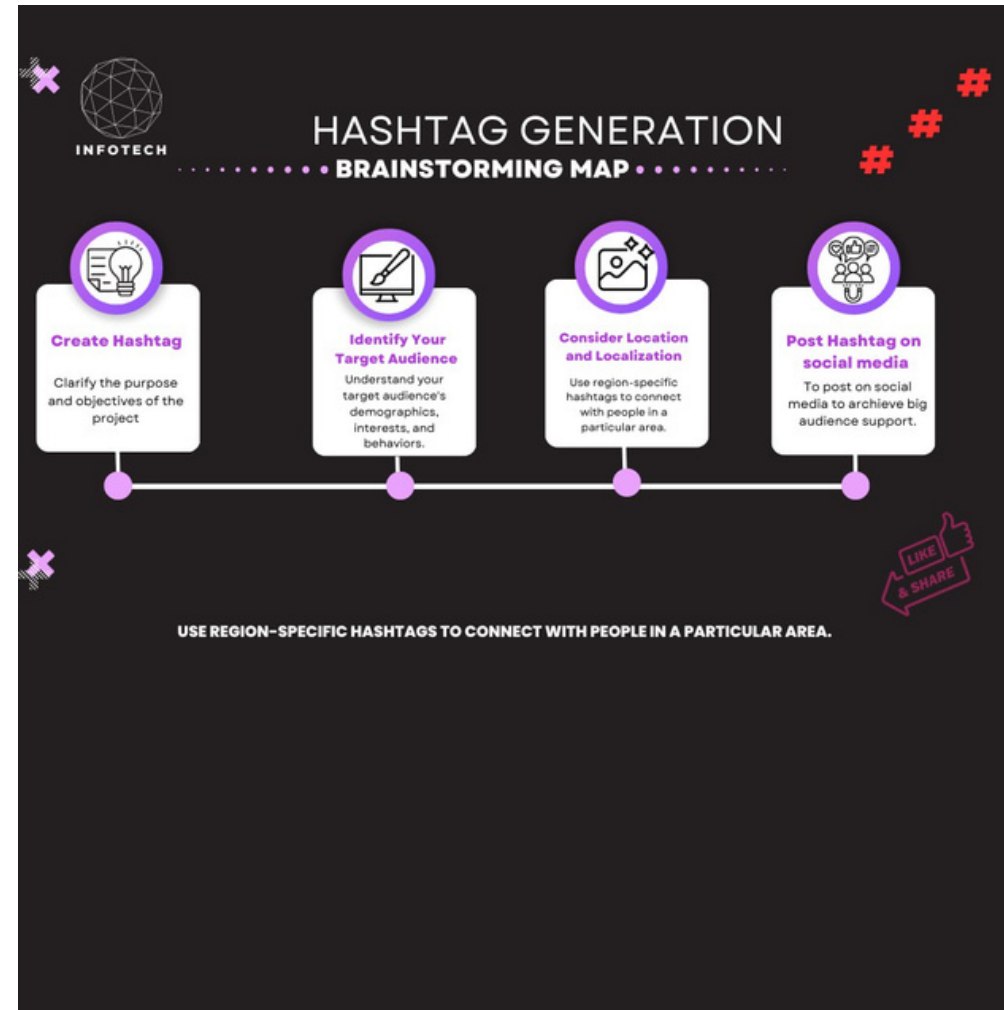 INFOTECH
HASHTAG GENERATION
BRAINSTORMING MAP
# # #
Create Hashtag
Clarify the purpose
and objectives of the
project
Identify Your
Target Audience
Understand your
target audience's
demographics,
interests, and
behaviors.
Consider Location
and Localization
Use region-specific
hashtags to connect
with people in a
particular area.
Post Hashtag on
social media
To post on social
media to archieve big
audience support.
LIKE
& SHARE
USE REGION-SPECIFIC HASHTAGS TO CONNECT WITH PEOPLE IN A PARTICULAR AREA.